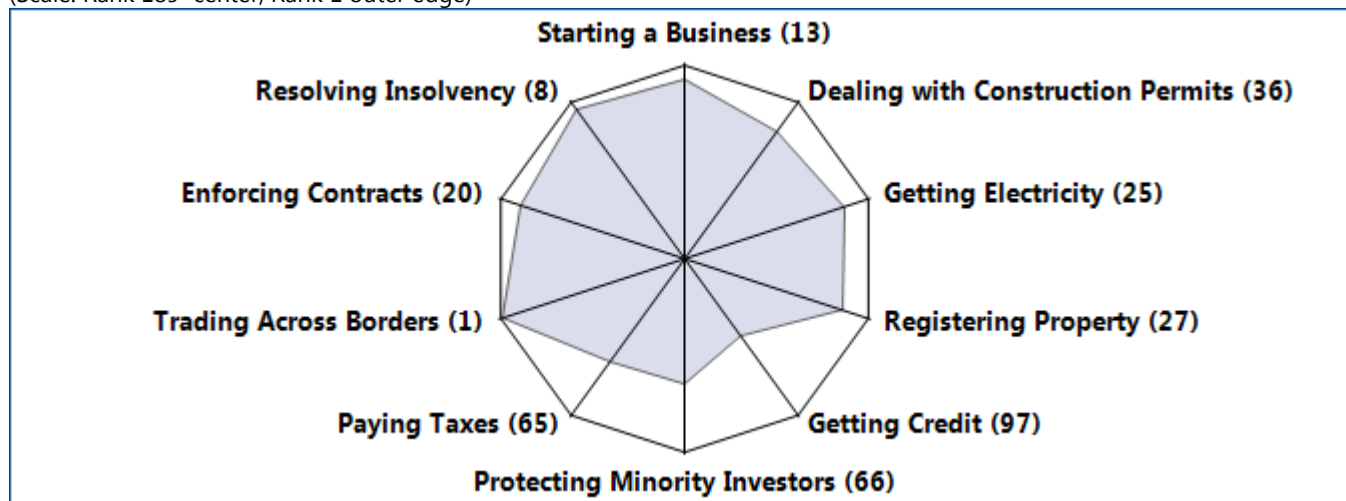 (Scale: Rank 189 center, Rank 1 outer edge)
Starting a Business (13)
Resolving Insolvency (8)
Dealing with Construction Permits (36)
Enforcing Contracts (20)
Getting Electricity (25)
Trading Across Borders (1)
Registering Property (27)
Paying Taxes (65)
Getting Credit (97)
Protecting Minority Investors (66)